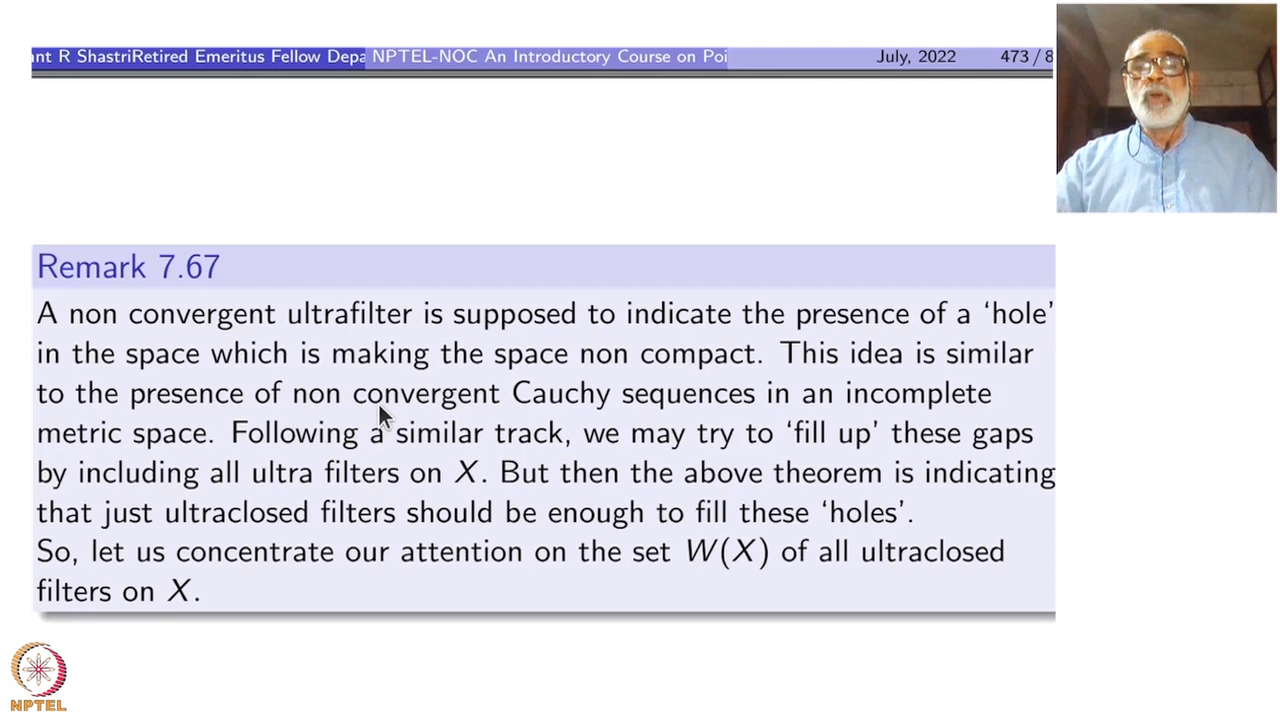 nt R ShastriRetired Emeritus Fellow Depa NPTEL-NOC An Introductory Course on Poi July, 2022 473 / 8
Remark 7.67
A non convergent ultrafilter is supposed to indicate the presence of a ‘hole’
in the space which is making the space non compact. This idea is similar
to the presence of non convergent Cauchy sequences in an incomplete
metric space. Following a similar track, we may try to ‘fill up’ these gaps
by including all ultra filters on X. But then the above theorem is indicating
that just ultraclosed filters should be enough to fill these ‘holes’.
So, let us concentrate our attention on the set W(X) of all ultraclosed
filters on X.
NPTEL